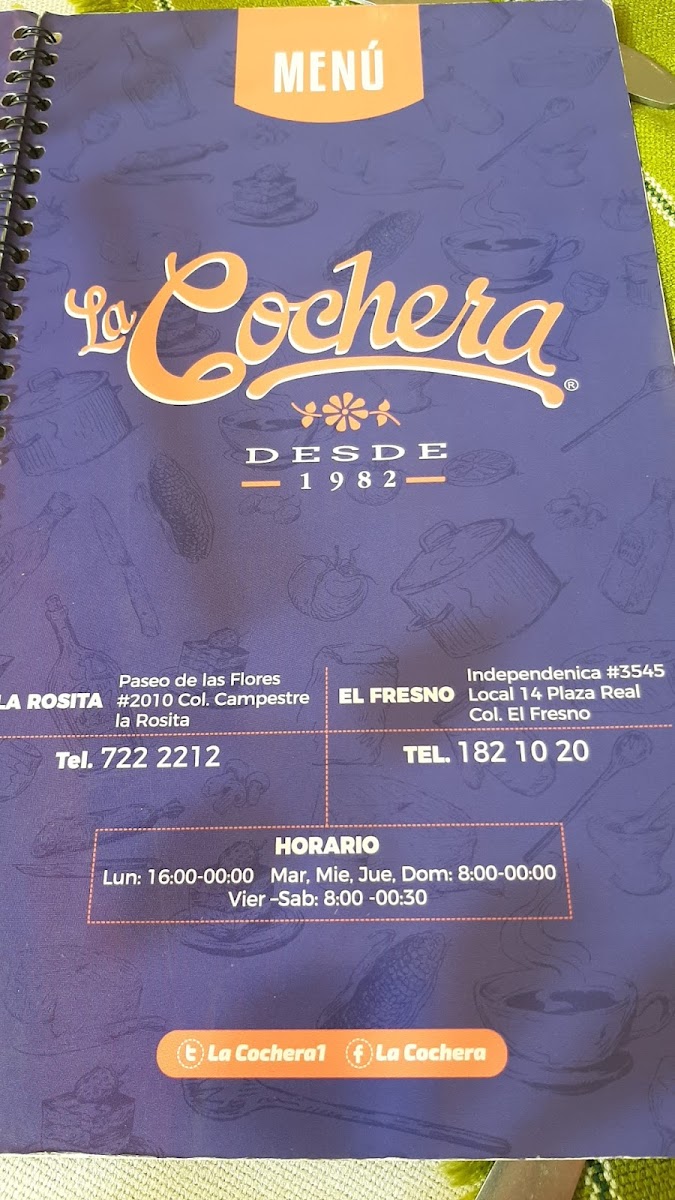 MENÚ
La Cochera®
DESDE
1982
LA ROSITA
Paseo de las Flores
#2010 Col. Campestre
la Rosita
Tel. 722 2212
EL FRESNO
Independenica #3545
Local 14 Plaza Real
Col. El Fresno
TEL. 182 10 20
HORARIO
Lun: 16:00-00:00 Mar, Mie, Jue, Dom: 8:00-00:00
Vier –Sab: 8:00 -00:30
La Cochera1 La Cochera